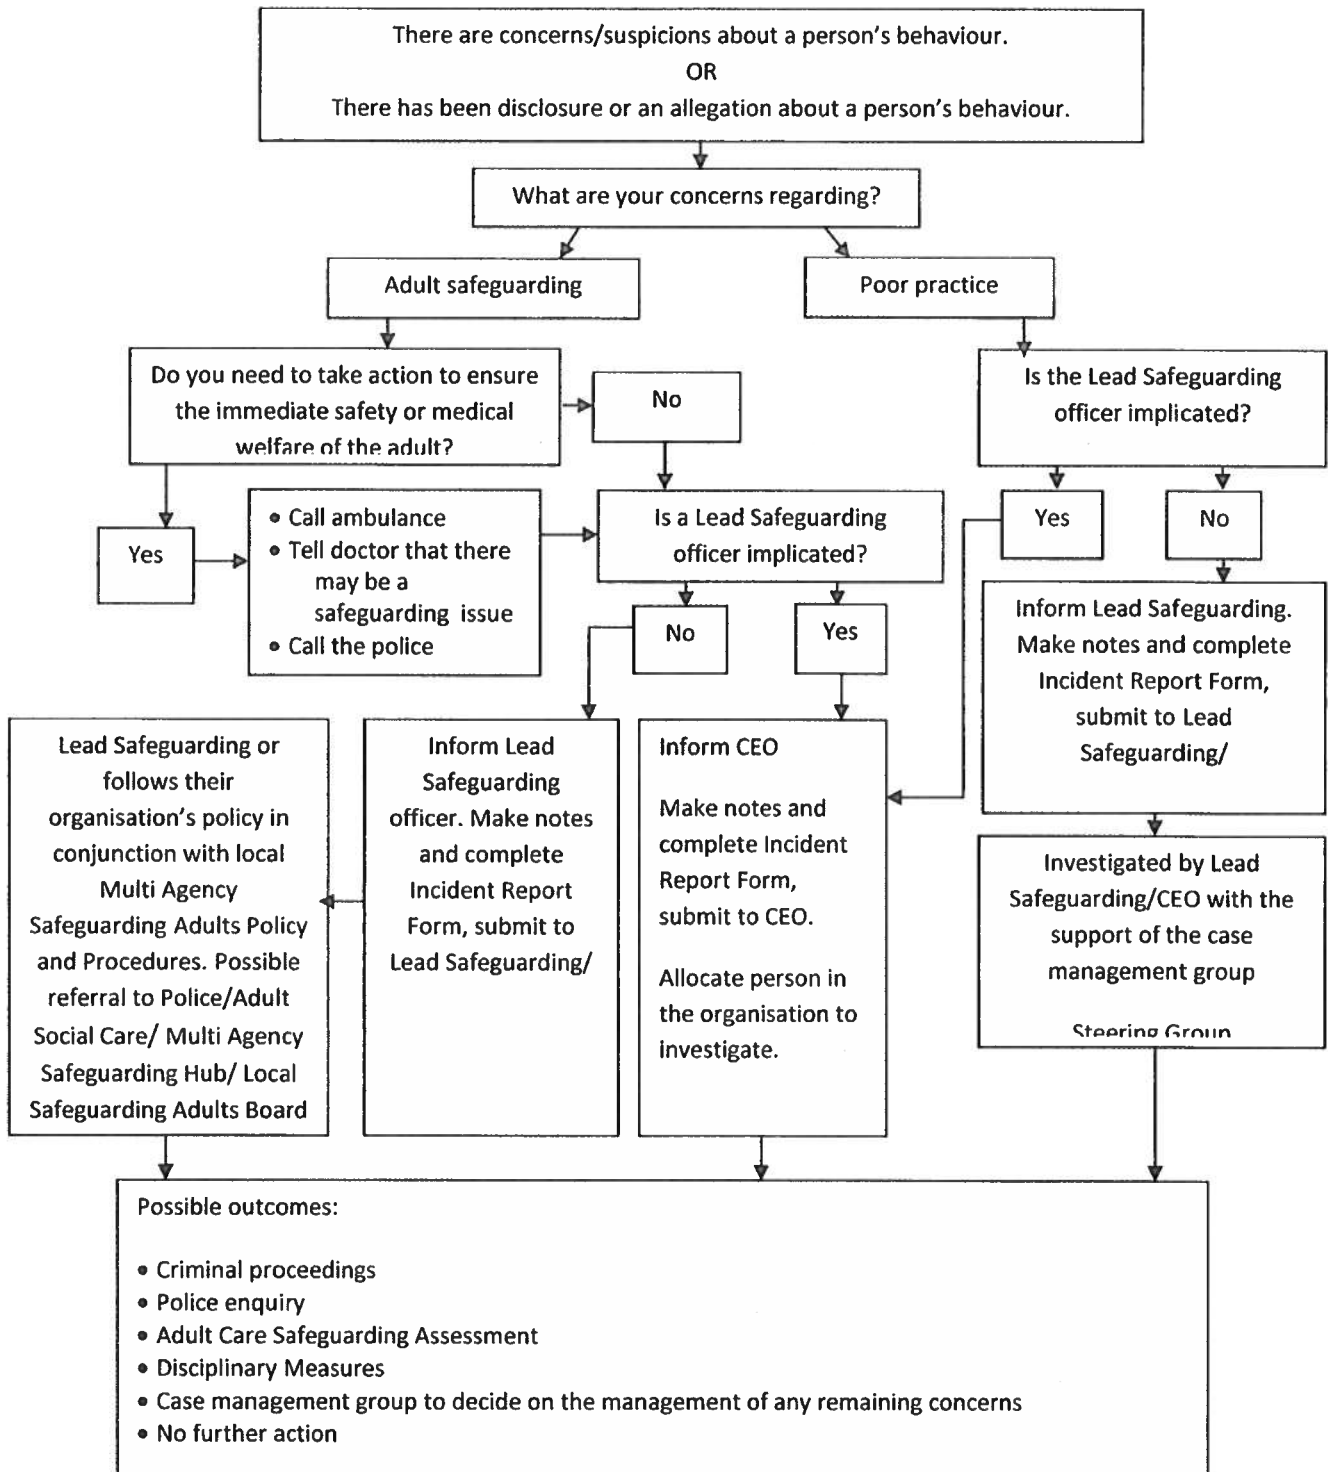 There are concerns/suspicions about a person's behaviour.
OR
There has been disclosure or an allegation about a person's behaviour.
What are your concerns regarding?
Adult safeguarding
Poor practice
Do you need to take action to ensure
the immediate safety or medical
welfare of the adult?
No
Is the Lead Safeguarding
officer implicated?
Yes
• Call ambulance
• Tell doctor that there
may be a
safeguarding issue
• Call the police
Is a Lead Safeguarding
officer implicated?
Yes
No
No
Yes
Inform Lead Safeguarding.
Make notes and complete
Incident Report Form,
submit to Lead
Safeguarding/
Lead Safeguarding or
follows their
organisation's policy in
conjunction with local
Multi Agency
Safeguarding Adults Policy
and Procedures. Possible
referral to Police/Adult
Social Care/ Multi Agency
Safeguarding Hub/ Local
Safeguarding Adults Board
Inform Lead
Safeguarding
officer. Make notes
and complete
Incident Report
Form, submit to
Lead Safeguarding/
Inform CEO
Make notes and
complete Incident
Report Form,
submit to CEO.
Allocate person in
the organisation to
investigate.
Investigated by Lead
Safeguarding/CEO with the
support of the case
management group
Steering Group
Possible outcomes:
• Criminal proceedings
• Police enquiry
• Adult Care Safeguarding Assessment
• Disciplinary Measures
• Case management group to decide on the management of any remaining concerns
• No further action